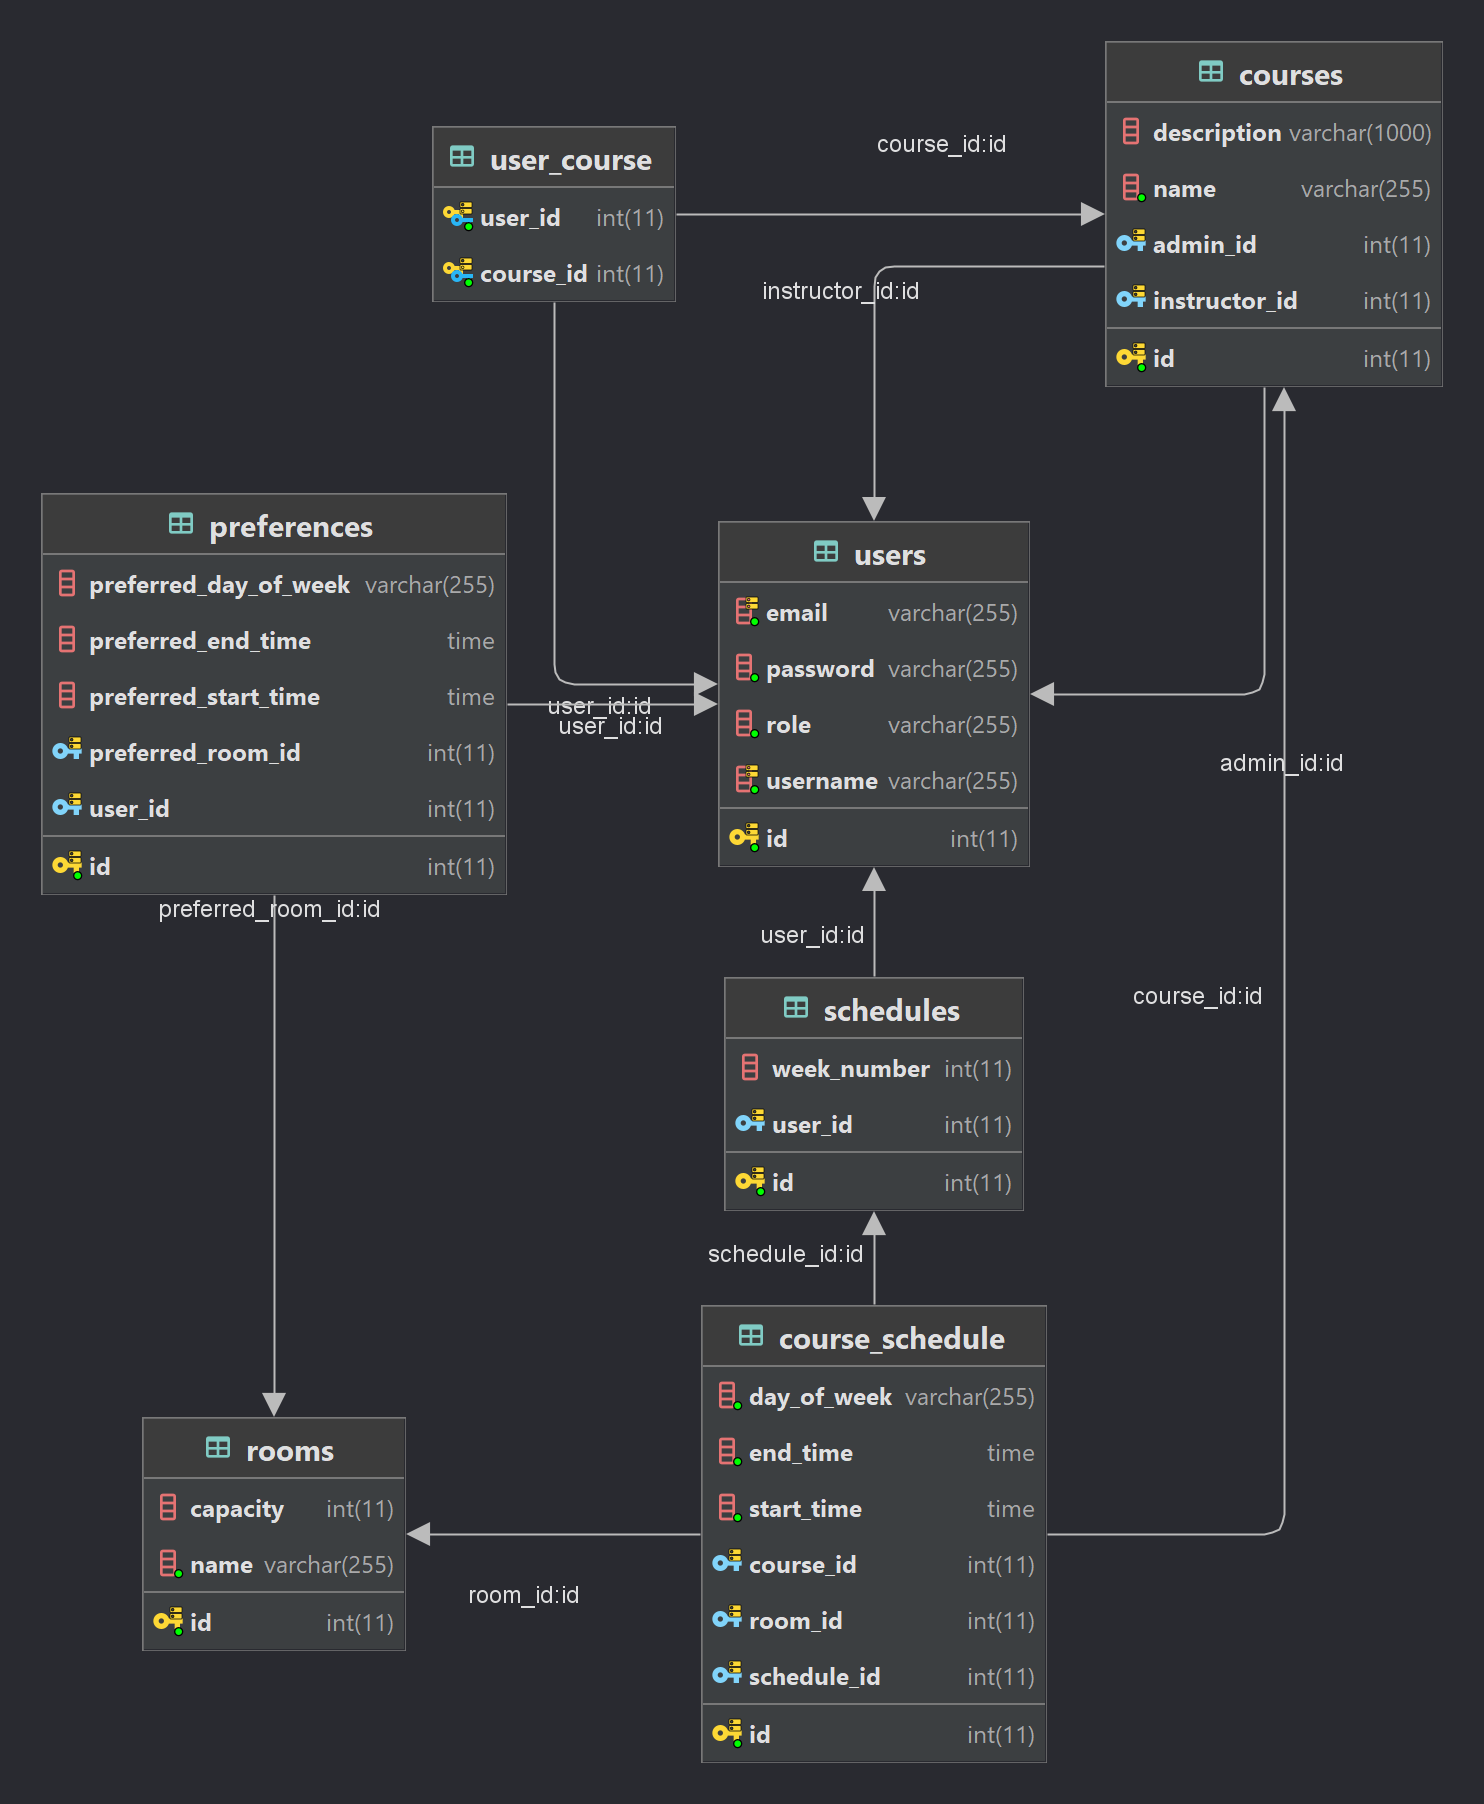 courses
description varchar(1000)
name varchar(255)
admin_id int(11)
instructor_id int(11)
id int(11)
user_course
user_id int(11)
course_id int(11)
course_id:id
instructor_id:id
preferences
preferred_day_of_week varchar(255)
preferred_end_time time
preferred_start_time time
preferred_room_id int(11)
user_id int(11)
id int(11)
users
email varchar(255)
password varchar(255)
role varchar(255)
username varchar(255)
id int(11)
user_id:id
user_id:id
admin_id:id
preferred_room_id:id
user_id:id
course_id:id
schedules
week_number int(11)
user_id int(11)
id int(11)
schedule_id:id
course_schedule
day_of_week varchar(255)
end_time time
start_time time
course_id int(11)
room_id int(11)
schedule_id int(11)
id int(11)
rooms
capacity int(11)
name varchar(255)
id int(11)
room_id:id